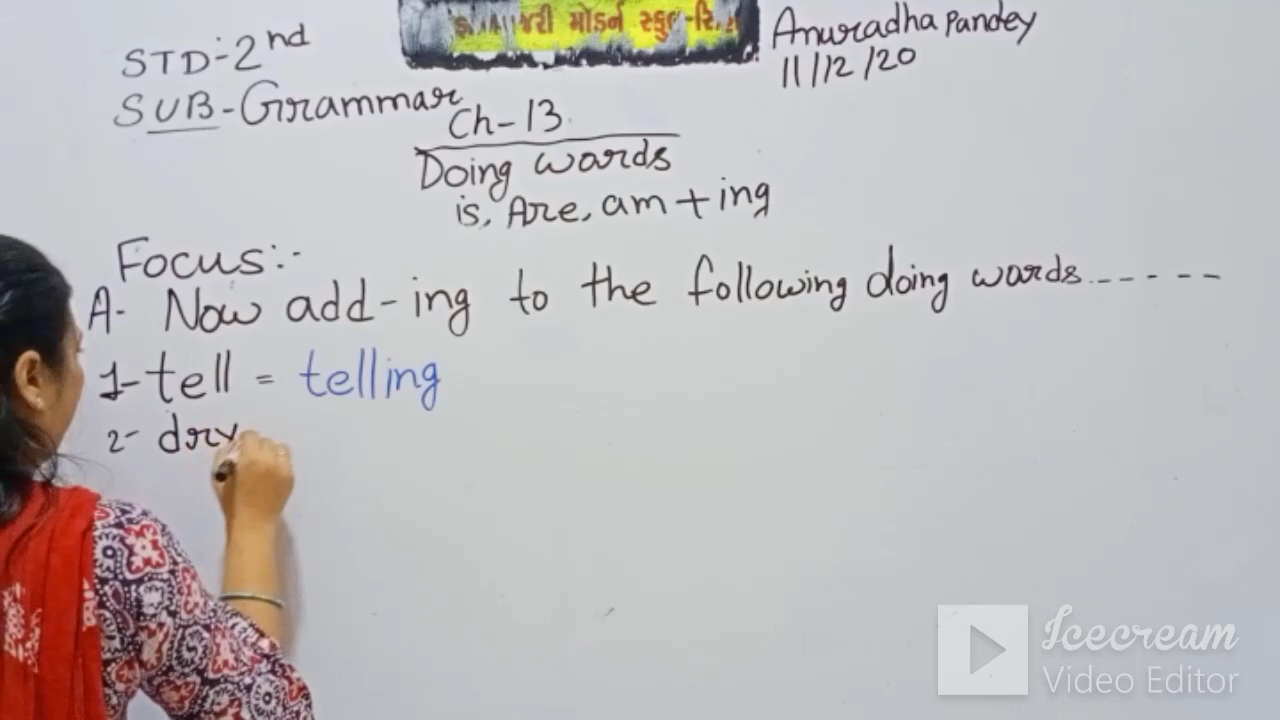 મોડર્ન સ્કુલ
STD:-2nd
Anuradha Pandey
11/12/20
SUB-Grammar
Ch-13
Doing words
is, Are, am + ing
Focus:-
A- Now add-ing to the following doing words......
1- tell = telling
2- dry
Icecream
Video Editor